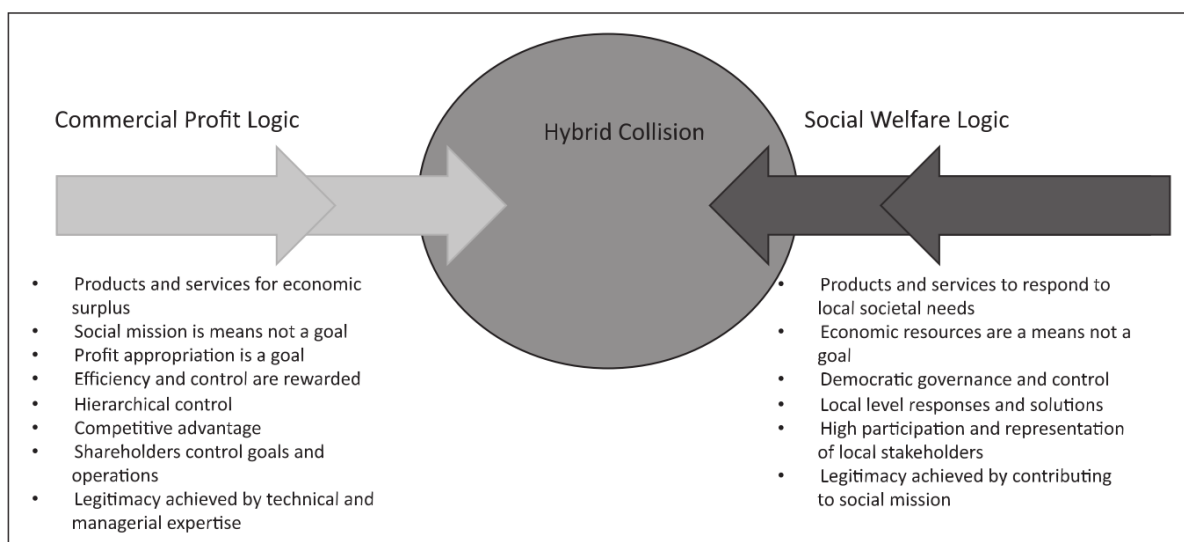 Commercial Profit Logic
Hybrid Collision
Social Welfare Logic
• Products and services for economic
surplus
• Social mission is means not a goal
• Profit appropriation is a goal
• Efficiency and control are rewarded
• Hierarchical control
• Competitive advantage
• Shareholders control goals and
operations
• Legitimacy achieved by technical and
managerial expertise
• Products and services to respond to
local societal needs
• Economic resources are a means not a
goal
• Democratic governance and control
• Local level responses and solutions
• High participation and representation
of local stakeholders
• Legitimacy achieved by contributing
to social mission